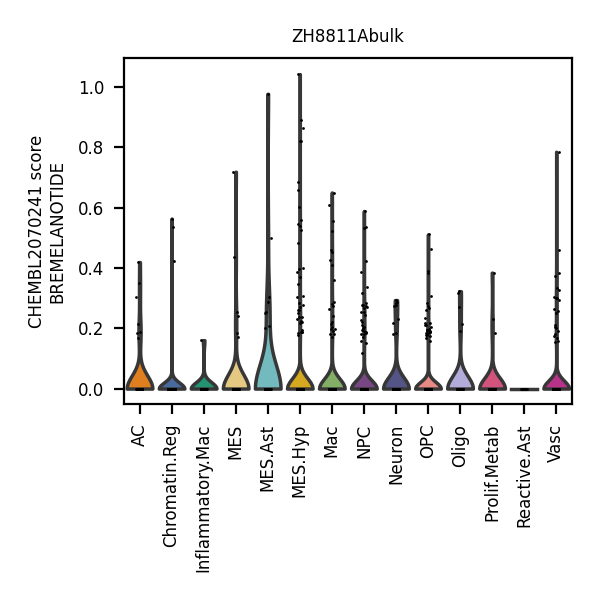 ZH8811Abulk
CHEMBL2070241 score
BREMELANOTIDE
1.0
0.8
0.6
0.4
0.2
0.0
AC
Chromatin.Reg
Inflammatory.Mac
MES
MES.Ast
MES.Hyp
Mac
NPC
Neuron
OPC
Oligo
Prolif.Metab
Reactive.Ast
Vasc